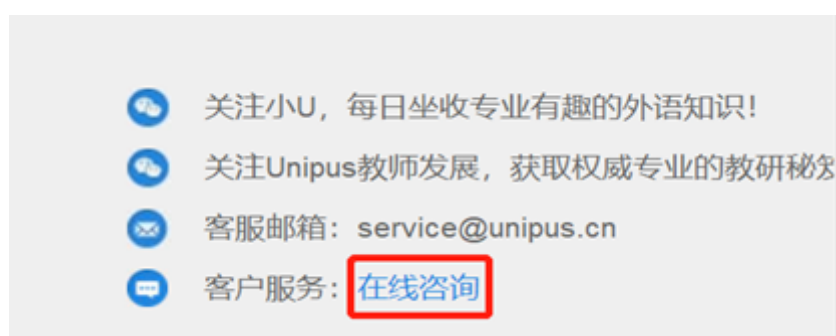 关注小U，每日坐收专业有趣的外语知识！
关注Unipus教师发展，获取权威专业的教研秘
客服邮箱：service@unipus.cn
客户服务：在线咨询